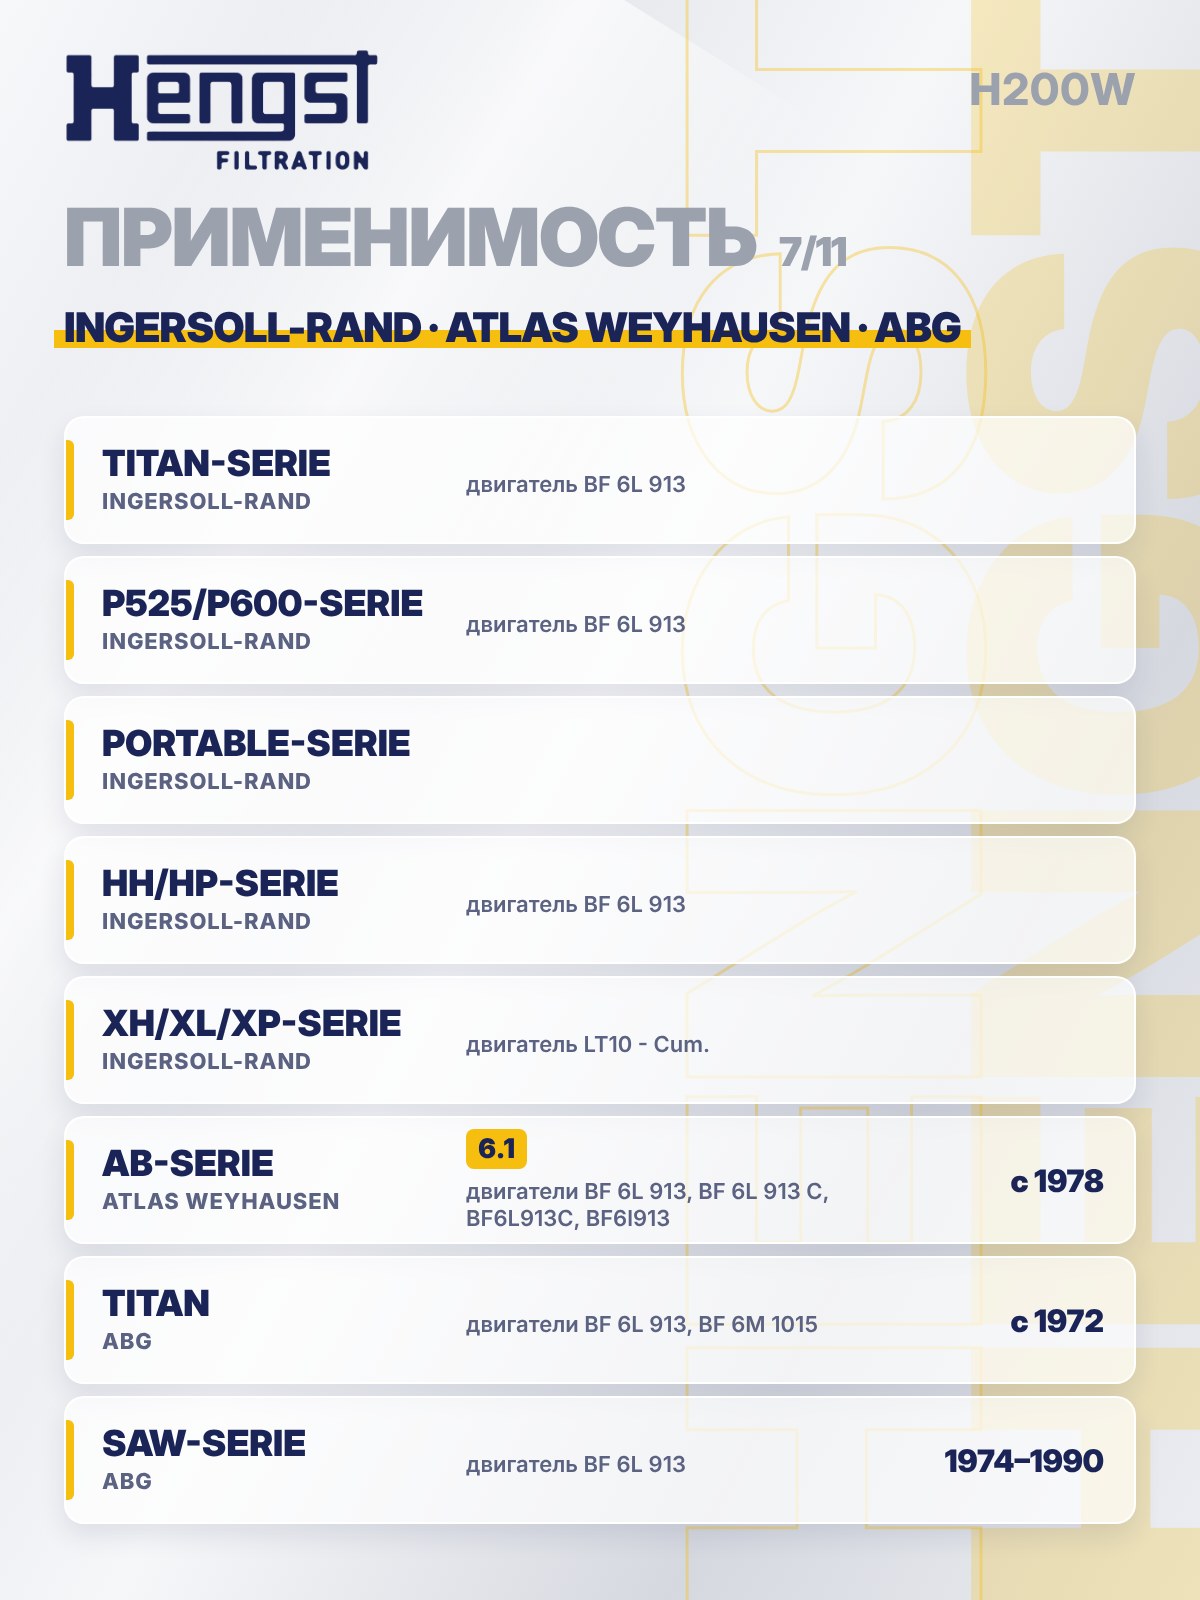 Hengst
FILTRATION
H200W
ПРИМЕНИМОСТЬ 7/11
INGERSOLL-RAND · ATLAS WEYHAUSEN · ABG
TITAN-SERIE
INGERSOLL-RAND
двигатель BF 6L 913
P525/P600-SERIE
INGERSOLL-RAND
двигатель BF 6L 913
PORTABLE-SERIE
INGERSOLL-RAND
HH/HP-SERIE
INGERSOLL-RAND
двигатель BF 6L 913
XH/XL/XP-SERIE
INGERSOLL-RAND
двигатель LT10 - Cum.
AB-SERIE
ATLAS WEYHAUSEN
6.1
двигатели BF 6L 913, BF 6L 913 C,
BF6L913C, BF6I913
с 1978
TITAN
ABG
двигатели BF 6L 913, BF 6M 1015
с 1972
SAW-SERIE
ABG
двигатель BF 6L 913
1974–1990
HENGST
HENGST